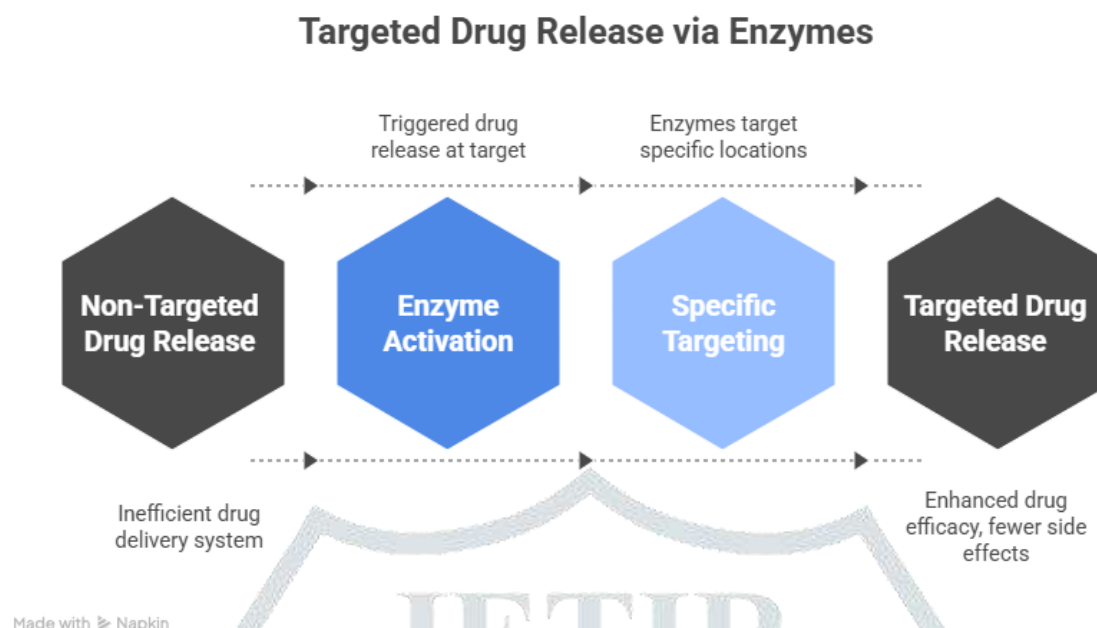 Targeted Drug Release via Enzymes
Triggered drug
release at target
Enzymes target
specific locations
Non-Targeted
Drug Release
Enzyme
Activation
Specific
Targeting
Targeted Drug
Release
Inefficient drug
delivery system
Enhanced drug
efficacy, fewer side
effects
JETIR
Made with Napkin